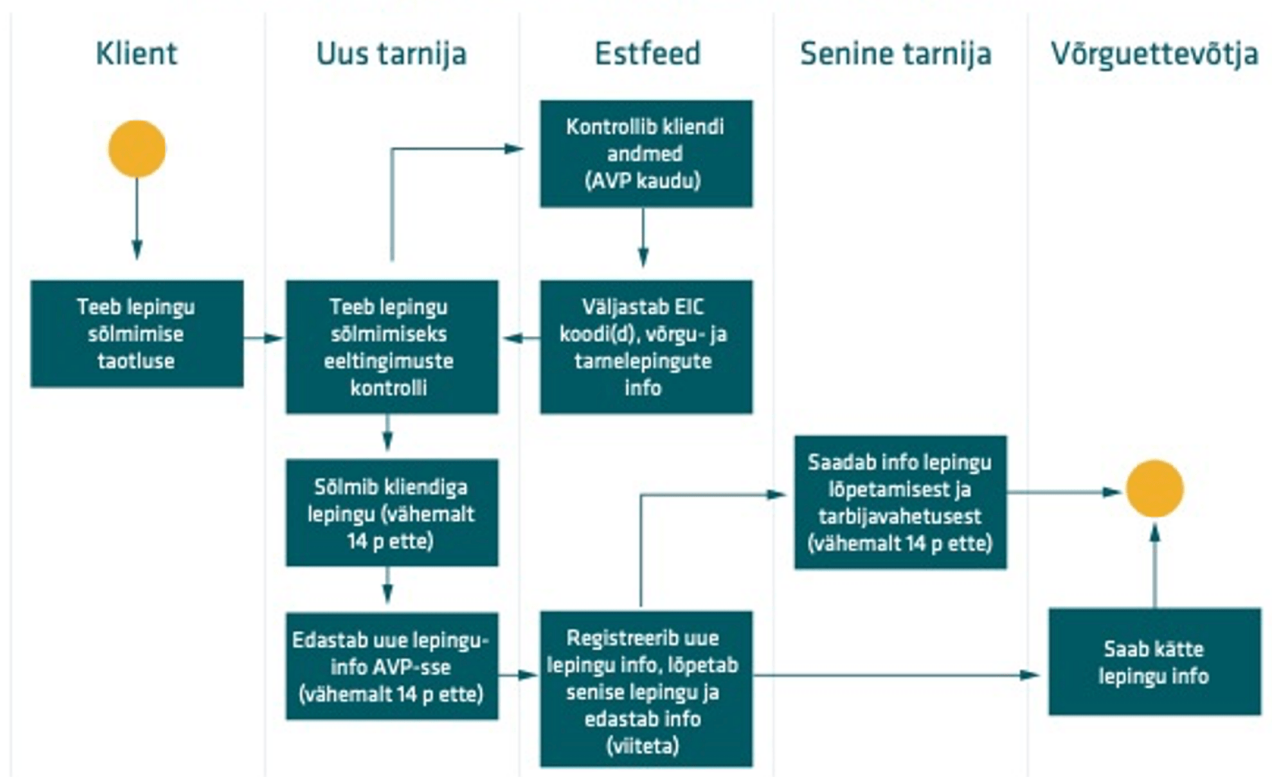 Klient
Uus tarnija
Estfeed
Senine tarnija
Võrguettevõtja
Kontrollib kliendi
andmed
(AVP kaudu)
Teeb lepingu
sõlmimise
taotluse
Teeb lepingu
sõlmimiseks
eeltingimuste
kontrolli
Väljastab EIC
koodi(d), võrgu- ja
tarnelepingute
info
Sõlmib kliendiga
lepingu (vähemalt
14 p ette)
Saadab info lepingu
lõpetamisest ja
tarbijavahetusest
(vähemalt 14 p ette)
Edastab uue lepingu-
info AVP-sse
(vähemalt 14 p ette)
Registreerib uue
lepingu info, lõpetab
senise lepingu ja
edastab info
(viiteta)
Saab kätte
lepingu info